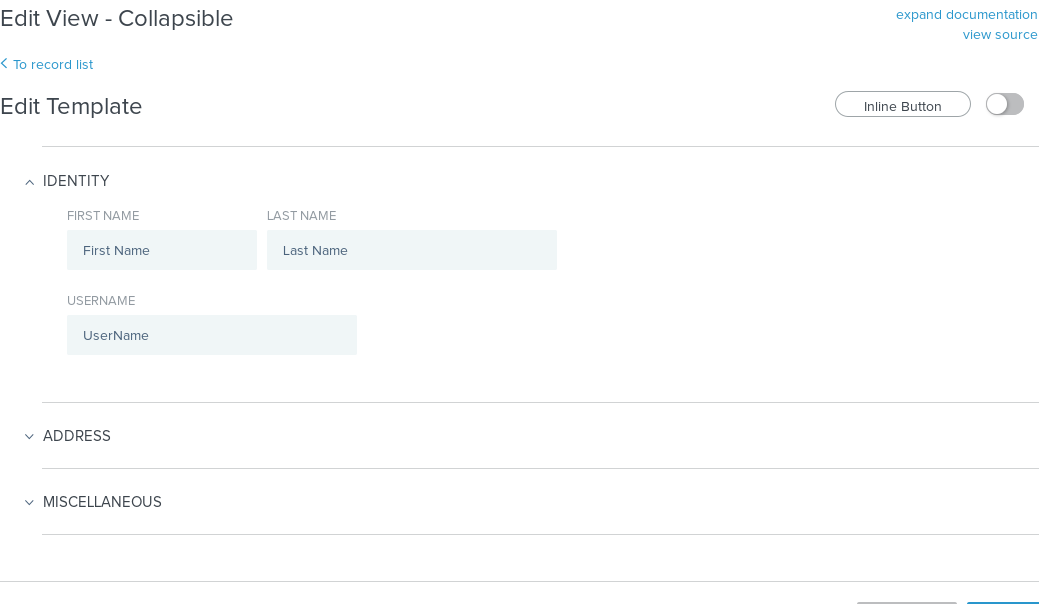 Edit View - Collapsible
expand documentation
view source
To record list
Edit Template
Inline Button
IDENTITY
FIRST NAME LAST NAME
First Name Last Name
USERNAME
UserName
ADDRESS
MISCELLANEOUS